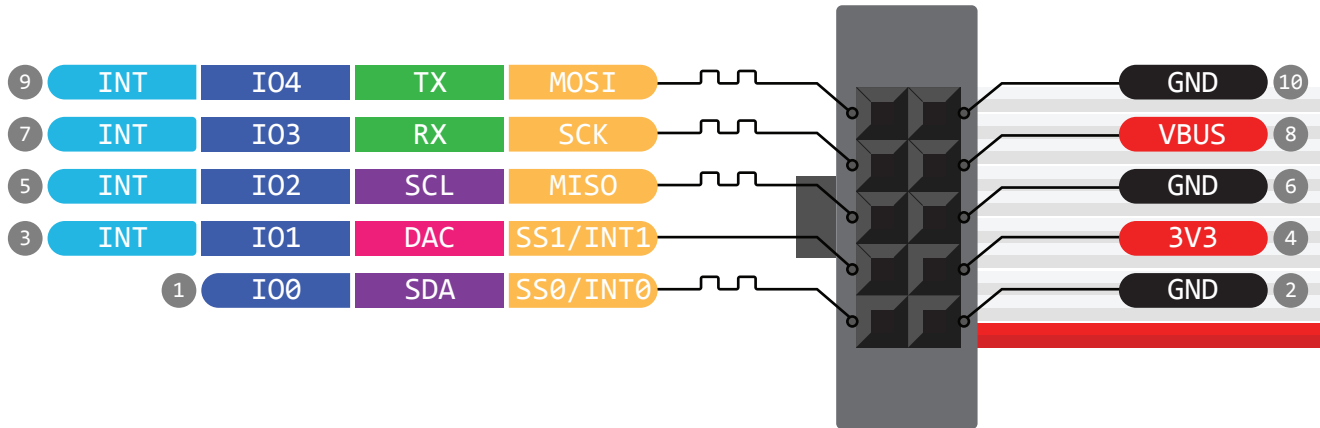 9 INT IO4 TX MOSI GND 10
7 INT IO3 RX SCK VBUS 8
5 INT IO2 SCL MISO GND 6
3 INT IO1 DAC SS1/INT1 3V3 4
1 IO0 SDA SS0/INT0 GND 2